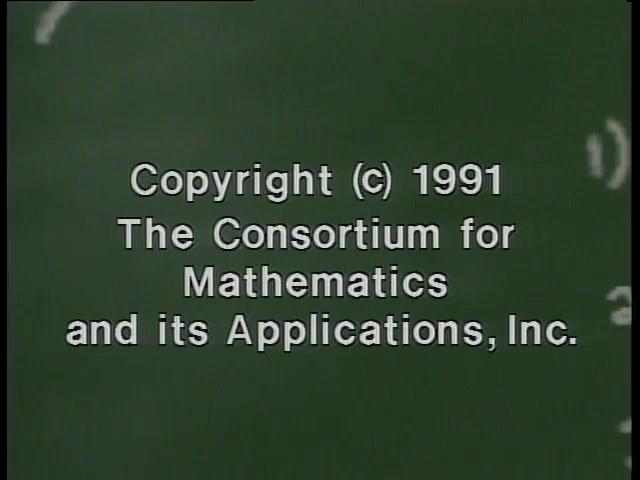 Copyright (c) 1991
The Consortium for
Mathematics
and its Applications, Inc.